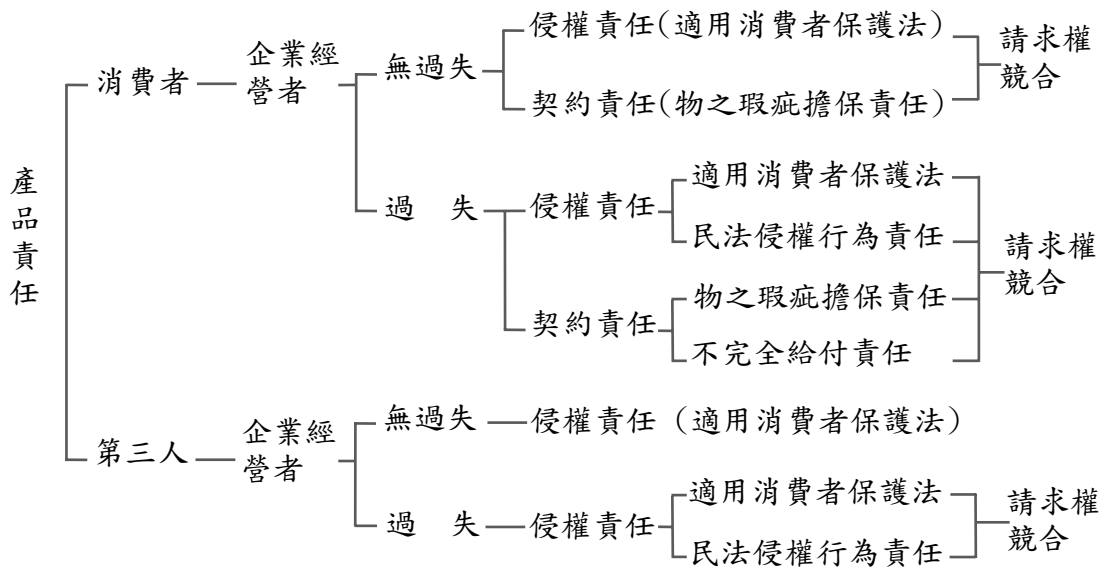 產品責任
消費者
企業經
營者
無過失
侵權責任(適用消費者保護法)
契約責任(物之瑕疵擔保責任)
請求權
競合
過 失
侵權責任
適用消費者保護法
民法侵權行為責任
契約責任
物之瑕疵擔保責任
不完全給付責任
請求權
競合
第三人
企業經
營者
無過失
侵權責任 (適用消費者保護法)
過 失
侵權責任
適用消費者保護法
民法侵權行為責任
請求權
競合